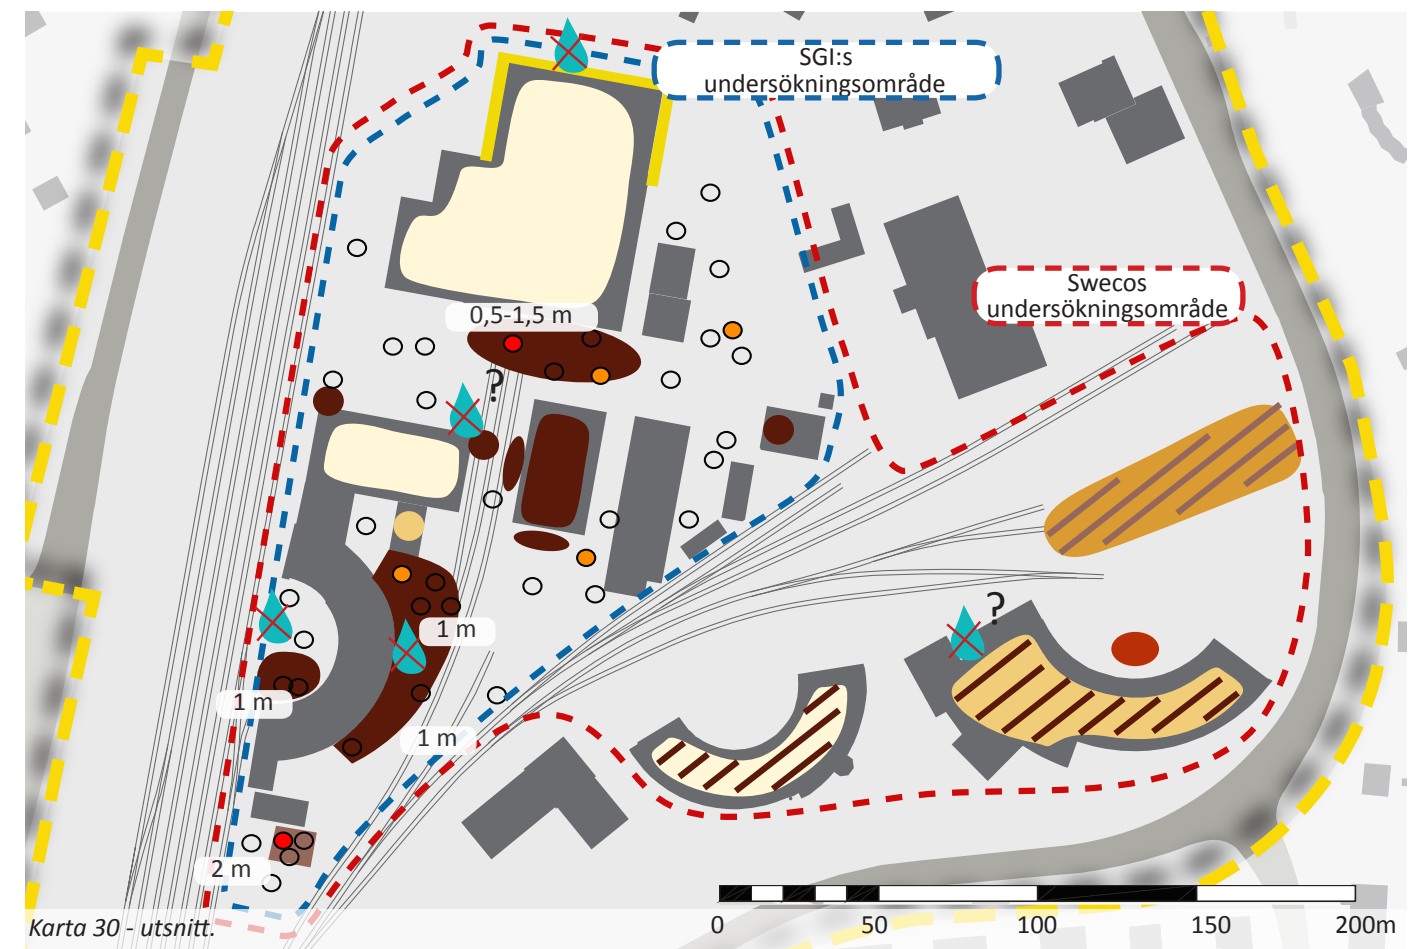 SGI:s
undersökningsområde
Swecos
undersökningsområde
0,5-1,5 m
?
?
1 m
1 m
1 m
2 m
Karta 30 - utsnitt.
0 50 100 150 200m